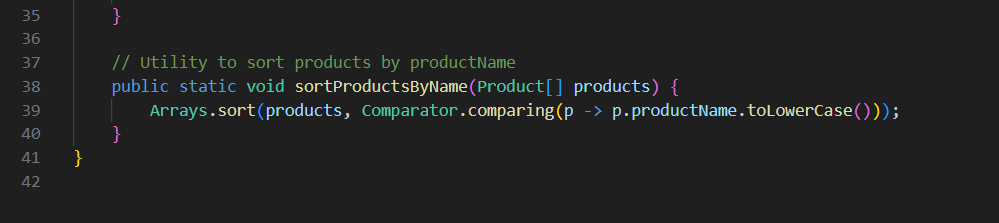 35 }
36
37 // Utility to sort products by productName
38 public static void sortProductsByName(Product[] products) {
39 Arrays.sort(products, Comparator.comparing(p -> p.productName.toLowerCase()));
40 }
41 }
42